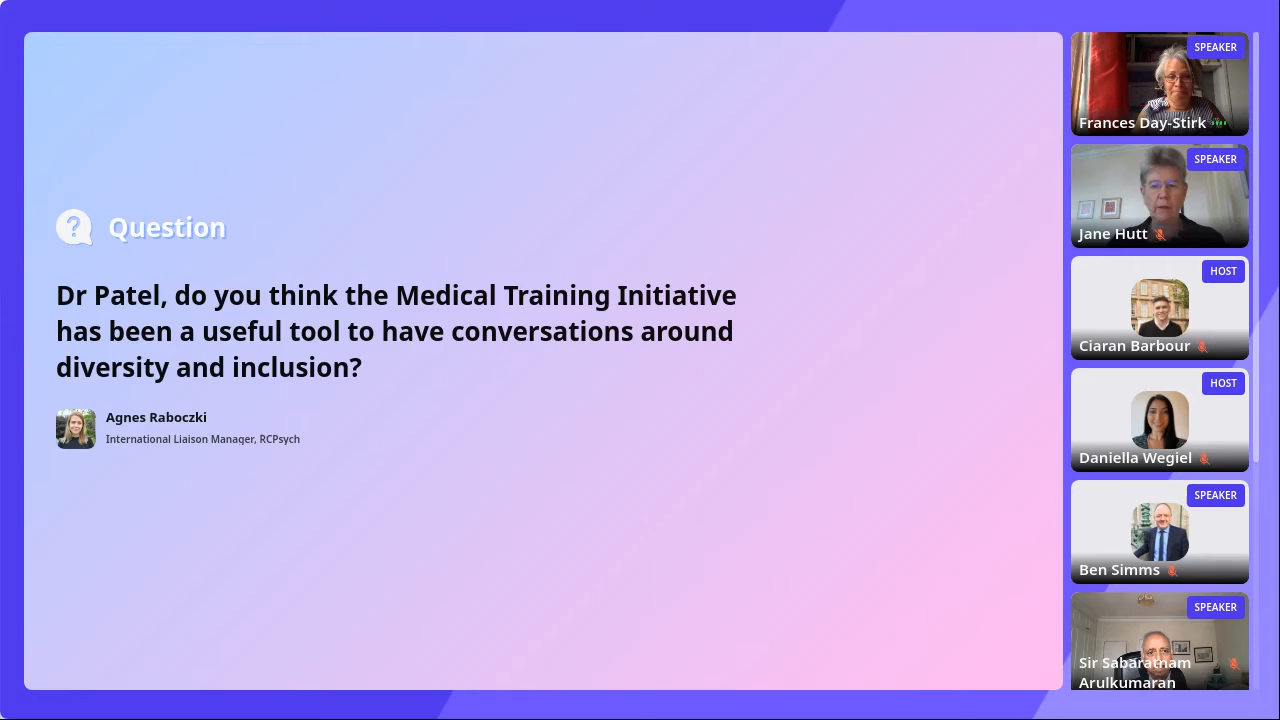 Question
Dr Patel, do you think the Medical Training Initiative
has been a useful tool to have conversations around
diversity and inclusion?
Agnes Raboczki
International Liaison Manager, RCPsych
SPEAKER
Frances Day-Stirk
SPEAKER
Jane Hutt
HOST
Ciaran Barbour
HOST
Daniella Wegiel
SPEAKER
Ben Simms
SPEAKER
Sir Sabaratnam
Arulkumaran